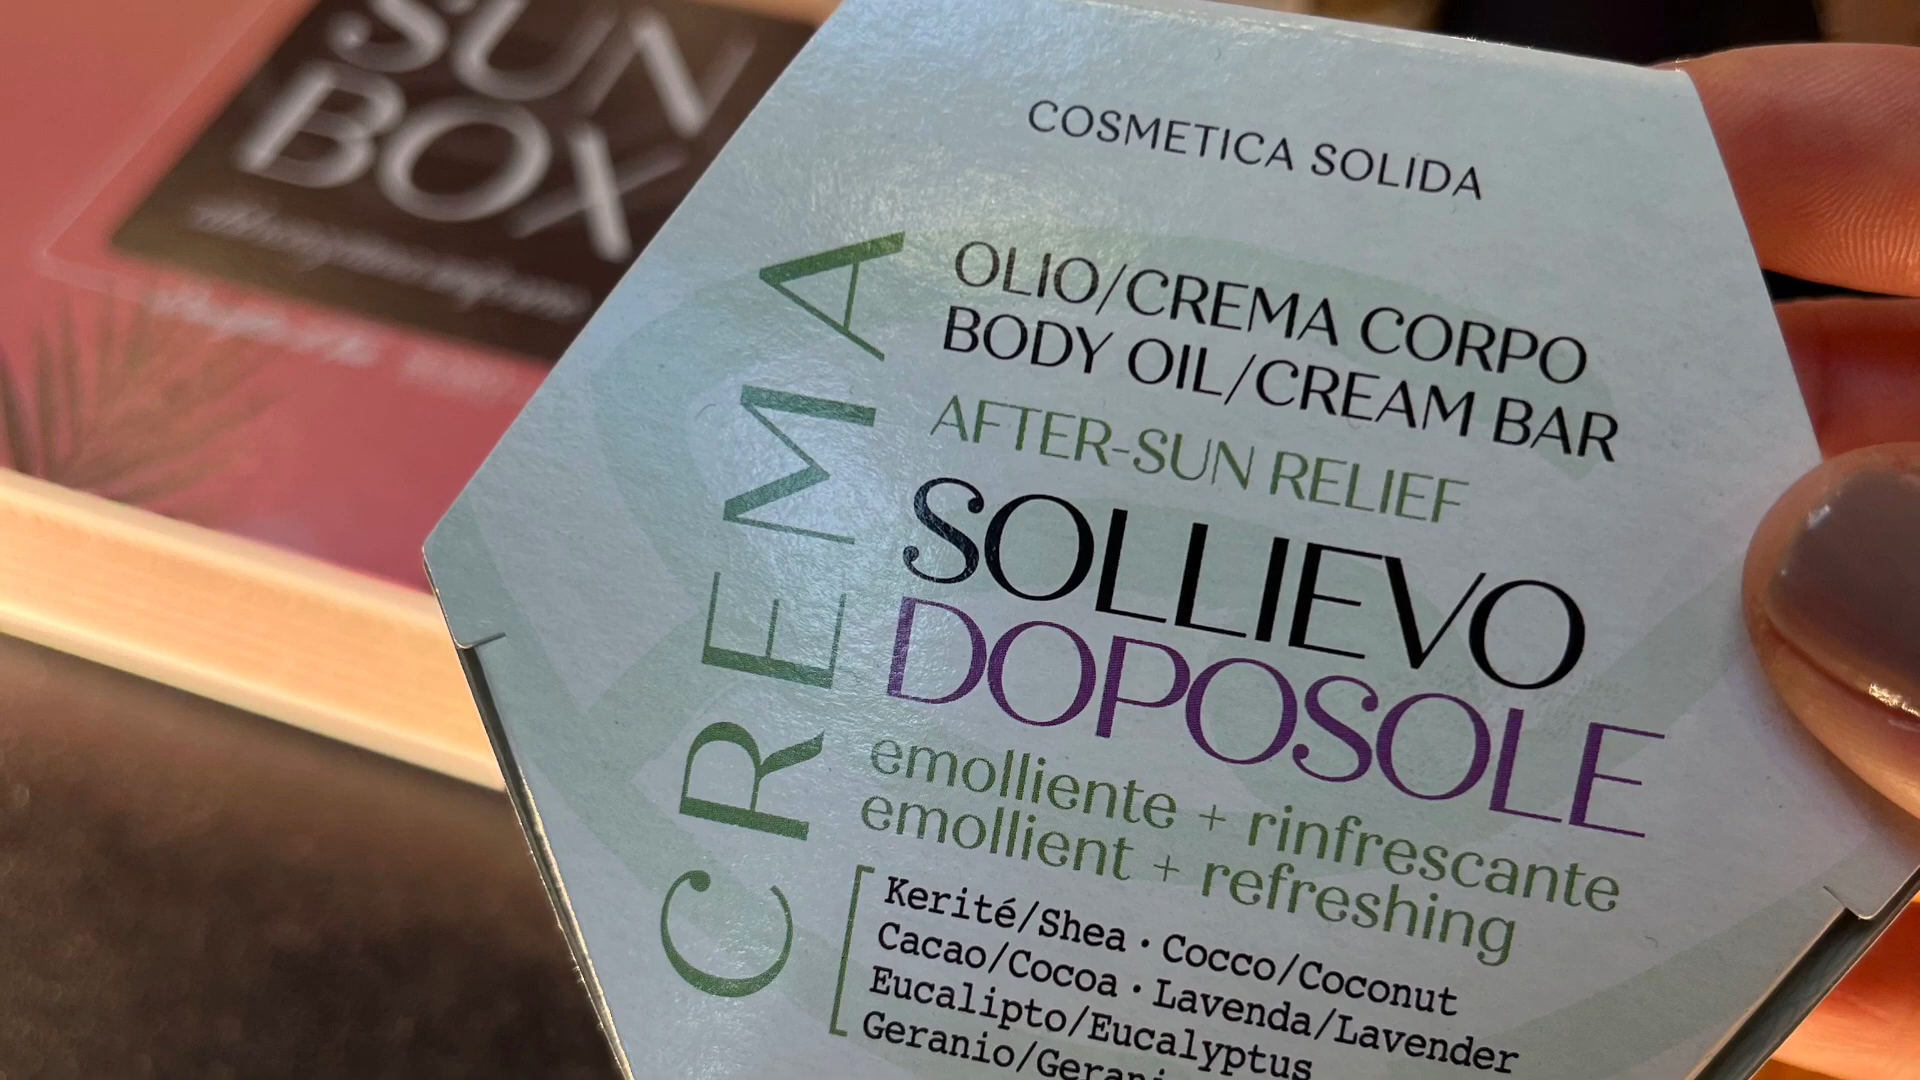 SUN
BOX
COSMETICA SOLIDA
CREMA
OLIO/CREMA CORPO
BODY OIL/CREAM BAR
AFTER-SUN RELIEF
SOLLIEVO
DOPOSOLE
emolliente + rinfrescante
emollient + refreshing
Kerité/Shea · Cocco/Coconut
Cacao/Cocoa · Lavenda/Lavender
Eucalipto/Eucalyptus
Geranio/